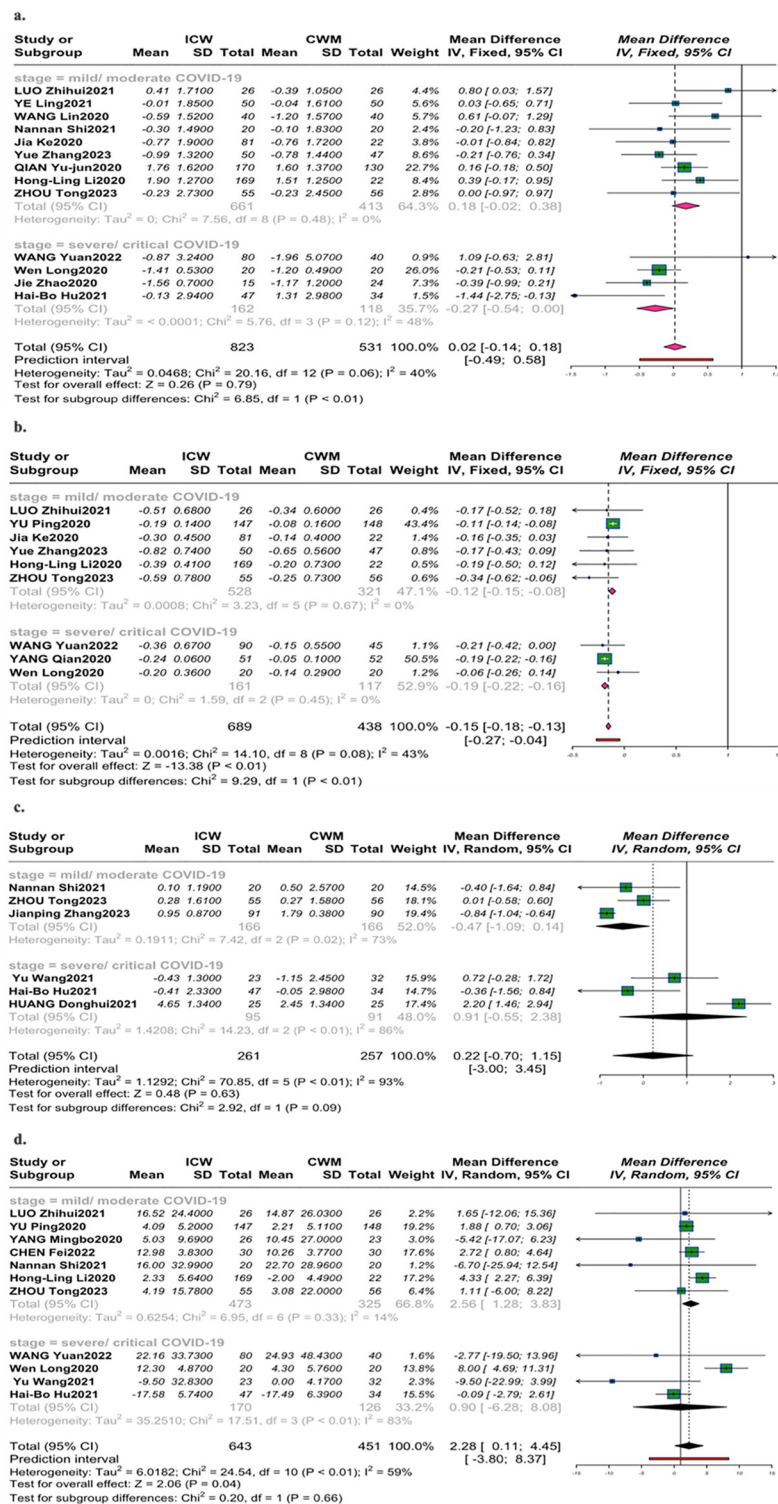 a.
Study or ICW CWM Mean Difference Mean Difference
Subgroup Mean SD Total Mean SD Total Weight IV, Fixed, 95% CI IV, Fixed, 95% CI
stage = mild/ moderate COVID-19
LUO Zhihui2021 0.41 1.7100 26 -0.39 1.0500 26 4.4% 0.80 [ 0.03; 1.57]
YE Ling2021 -0.01 1.8500 50 -0.04 1.6100 50 5.6% 0.03 [-0.65; 0.71]
WANG Lin2020 -0.59 1.5200 40 -1.20 1.5700 40 5.6% 0.61 [-0.07; 1.29]
Nannan Shi2021 -0.30 1.4900 20 -0.10 1.8300 20 2.4% -0.20 [-1.23; 0.83]
Jia Ke2020 -0.77 1.9000 81 -0.76 1.7200 22 3.7% -0.01 [-0.84; 0.82]
Yue Zhang2023 -0.99 1.3200 50 -0.78 1.4400 47 8.6% -0.21 [-0.76; 0.34]
QIAN Yu-jun2020 1.76 1.6200 170 1.60 1.3700 130 22.7% 0.16 [-0.18; 0.50]
Hong-Ling Li2020 1.90 1.2700 169 1.51 1.2500 22 8.4% 0.39 [-0.17; 0.95]
ZHOU Tong2023 -0.23 2.7300 55 -0.23 2.4500 56 2.8% 0.00 [-0.97; 0.97]
Total (95% CI) 661 413 64.3% 0.18 [-0.02; 0.38]
Heterogeneity: Tau² = 0; Chi² = 7.56, df = 8 (P = 0.48); I² = 0%
stage = severe/ critical COVID-19
WANG Yuan2022 -0.87 3.2400 80 -1.96 5.0700 40 0.9% 1.09 [-0.63; 2.81]
Wen Long2020 -1.41 0.5300 20 -1.20 0.4900 20 26.0% -0.21 [-0.53; 0.11]
Jie Zhao2020 -1.56 0.7000 15 -1.17 1.2000 24 7.3% -0.39 [-0.99; 0.21]
Hai-Bo Hu2021 -0.13 2.9400 47 1.31 2.9800 34 1.5% -1.44 [-2.75; -0.13]
Total (95% CI) 162 118 35.7% -0.27 [-0.54; 0.00]
Heterogeneity: Tau² = < 0.0001; Chi² = 5.76, df = 3 (P = 0.12); I² = 48%
Total (95% CI) 823 531 100.0% 0.02 [-0.14; 0.18]
Prediction interval [-0.49; 0.58]
Heterogeneity: Tau² = 0.0468; Chi² = 20.16, df = 12 (P = 0.06); I² = 40%
Test for overall effect: Z = 0.26 (P = 0.79)
Test for subgroup differences: Chi² = 6.85, df = 1 (P < 0.01)
-1.5 -1 -0.5 0 0.5 1
b.
Study or ICW CWM Mean Difference Mean Difference
Subgroup Mean SD Total Mean SD Total Weight IV, Fixed, 95% CI IV, Fixed, 95% CI
stage = mild/ moderate COVID-19
LUO Zhihui2021 -0.51 0.6800 26 -0.34 0.6000 26 0.4% -0.17 [-0.52; 0.18]
YU Ping2020 -0.19 0.1400 147 -0.08 0.1600 148 43.4% -0.11 [-0.14; -0.08]
Jia Ke2020 -0.30 0.4500 81 -0.14 0.4000 22 1.4% -0.16 [-0.35; 0.03]
Yue Zhang2023 -0.82 0.7400 50 -0.65 0.5600 47 0.8% -0.17 [-0.43; 0.09]
Hong-Ling Li2020 -0.39 0.4100 169 -0.20 0.7300 22 0.6% -0.19 [-0.50; 0.12]
ZHOU Tong2023 -0.59 0.7800 55 -0.25 0.7300 56 0.6% -0.34 [-0.62; -0.06]
Total (95% CI) 528 321 47.1% -0.12 [-0.15; -0.08]
Heterogeneity: Tau² = 0.0008; Chi² = 3.23, df = 5 (P = 0.67); I² = 0%
stage = severe/ critical COVID-19
WANG Yuan2022 -0.36 0.6700 90 -0.15 0.5500 45 1.1% -0.21 [-0.42; 0.00]
YANG Qian2020 -0.24 0.0600 51 -0.05 0.1000 52 50.5% -0.19 [-0.22; -0.16]
Wen Long2020 -0.20 0.3600 20 -0.14 0.2900 20 1.2% -0.06 [-0.26; 0.14]
Total (95% CI) 161 117 52.9% -0.19 [-0.22; -0.16]
Heterogeneity: Tau² = 0; Chi² = 1.59, df = 2 (P = 0.45); I² = 0%
Total (95% CI) 689 438 100.0% -0.15 [-0.18; -0.13]
Prediction interval [-0.27; -0.04]
Heterogeneity: Tau² = 0.0016; Chi² = 14.10, df = 8 (P = 0.08); I² = 43%
Test for overall effect: Z = -13.38 (P < 0.01)
Test for subgroup differences: Chi² = 9.29, df = 1 (P < 0.01)
c.
Study or ICW CWM Mean Difference Mean Difference
Subgroup Mean SD Total Mean SD Total Weight IV, Random, 95% CI IV, Random, 95% CI
stage = mild/ moderate COVID-19
Nannan Shi2021 0.10 1.1900 20 0.50 2.5700 20 14.5% -0.40 [-1.64; 0.84]
ZHOU Tong2023 0.28 1.6100 55 0.27 1.5800 56 18.1% 0.01 [-0.58; 0.60]
Jianping Zhang2023 0.95 0.8700 91 1.79 0.3800 90 19.4% -0.84 [-1.04; -0.64]
Total (95% CI) 166 166 52.0% -0.47 [-1.09; 0.14]
Heterogeneity: Tau² = 0.1911; Chi² = 7.42, df = 2 (P = 0.02); I² = 73%
stage = severe/ critical COVID-19
Yu Wang2021 -0.43 1.3000 23 -1.15 2.4500 32 15.9% 0.72 [-0.28; 1.72]
Hai-Bo Hu2021 -0.41 2.3300 47 -0.05 2.9800 34 14.7% -0.36 [-1.56; 0.84]
HUANG Donghui2021 4.65 1.3400 25 2.45 1.3400 25 17.4% 2.20 [ 1.46; 2.94]
Total (95% CI) 95 91 48.0% 0.91 [-0.55; 2.38]
Heterogeneity: Tau² = 1.4208; Chi² = 14.23, df = 2 (P < 0.01); I² = 86%
Total (95% CI) 261 257 100.0% 0.22 [-0.70; 1.15]
Prediction interval [-3.00; 3.45]
Heterogeneity: Tau² = 1.1292; Chi² = 70.85, df = 5 (P < 0.01); I² = 93%
Test for overall effect: Z = 0.48 (P = 0.63)
Test for subgroup differences: Chi² = 2.92, df = 1 (P = 0.09)
-1 0 1 2 3
d.
Study or ICW CWM Mean Difference Mean Difference
Subgroup Mean SD Total Mean SD Total Weight IV, Random, 95% CI IV, Random, 95% CI
stage = mild/ moderate COVID-19
LUO Zhihui2021 16.52 24.4000 26 14.87 26.0300 26 2.2% 1.65 [-12.06; 15.36]
YU Ping2020 4.09 5.2000 147 2.21 5.1100 148 19.2% 1.88 [ 0.70; 3.06]
YANG Mingbo2020 5.03 9.6900 26 10.45 27.0000 23 2.9% -5.42 [-17.07; 6.23]
CHEN Fei2022 12.98 3.8300 30 10.26 3.7700 30 17.7% 2.72 [ 0.80; 4.64]
Nannan Shi2021 16.00 32.9900 20 22.70 28.9600 20 1.2% -6.70 [-25.94; 12.54]
Hong-Ling Li2020 2.33 5.6400 169 -2.00 4.4900 22 17.2% 4.33 [ 2.27; 6.39]
ZHOU Tong2023 4.19 15.7800 55 3.08 22.0000 56 6.4% 1.11 [-6.00; 8.22]
Total (95% CI) 473 325 66.8% 2.56 [ 1.28; 3.83]
Heterogeneity: Tau² = 0.6254; Chi² = 6.95, df = 6 (P = 0.33); I² = 14%
stage = severe/ critical COVID-19
WANG Yuan2022 22.16 33.7300 80 24.93 48.4300 40 1.6% -2.77 [-19.50; 13.96]
Wen Long2020 12.30 4.8700 20 4.30 5.7600 20 13.8% 8.00 [ 4.69; 11.31]
Yu Wang2021 -9.50 32.8300 23 0.00 4.1700 32 2.3% -9.50 [-22.99; 3.99]
Hai-Bo Hu2021 -17.58 5.7400 47 -17.49 6.3900 34 15.5% -0.09 [-2.79; 2.61]
Total (95% CI) 170 126 33.2% 0.90 [-6.28; 8.08]
Heterogeneity: Tau² = 35.2510; Chi² = 17.51, df = 3 (P < 0.01); I² = 83%
Total (95% CI) 643 451 100.0% 2.28 [ 0.11; 4.45]
Prediction interval [-3.80; 8.37]
Heterogeneity: Tau² = 6.0182; Chi² = 24.54, df = 10 (P < 0.01); I² = 59%
Test for overall effect: Z = 2.06 (P = 0.04)
Test for subgroup differences: Chi² = 0.20, df = 1 (P = 0.66)